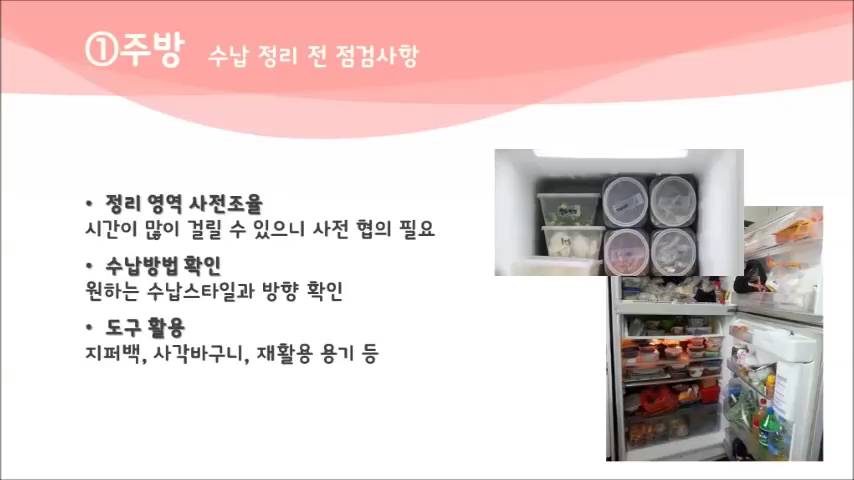 ①주방 수납 정리 전 점검사항
• 정리 영역 사전조율
시간이 많이 걸릴 수 있으니 사전 협의 필요
• 수납방법 확인
원하는 수납스타일과 방향 확인
• 도구 활용
지퍼백, 사각바구니, 재활용 용기 등